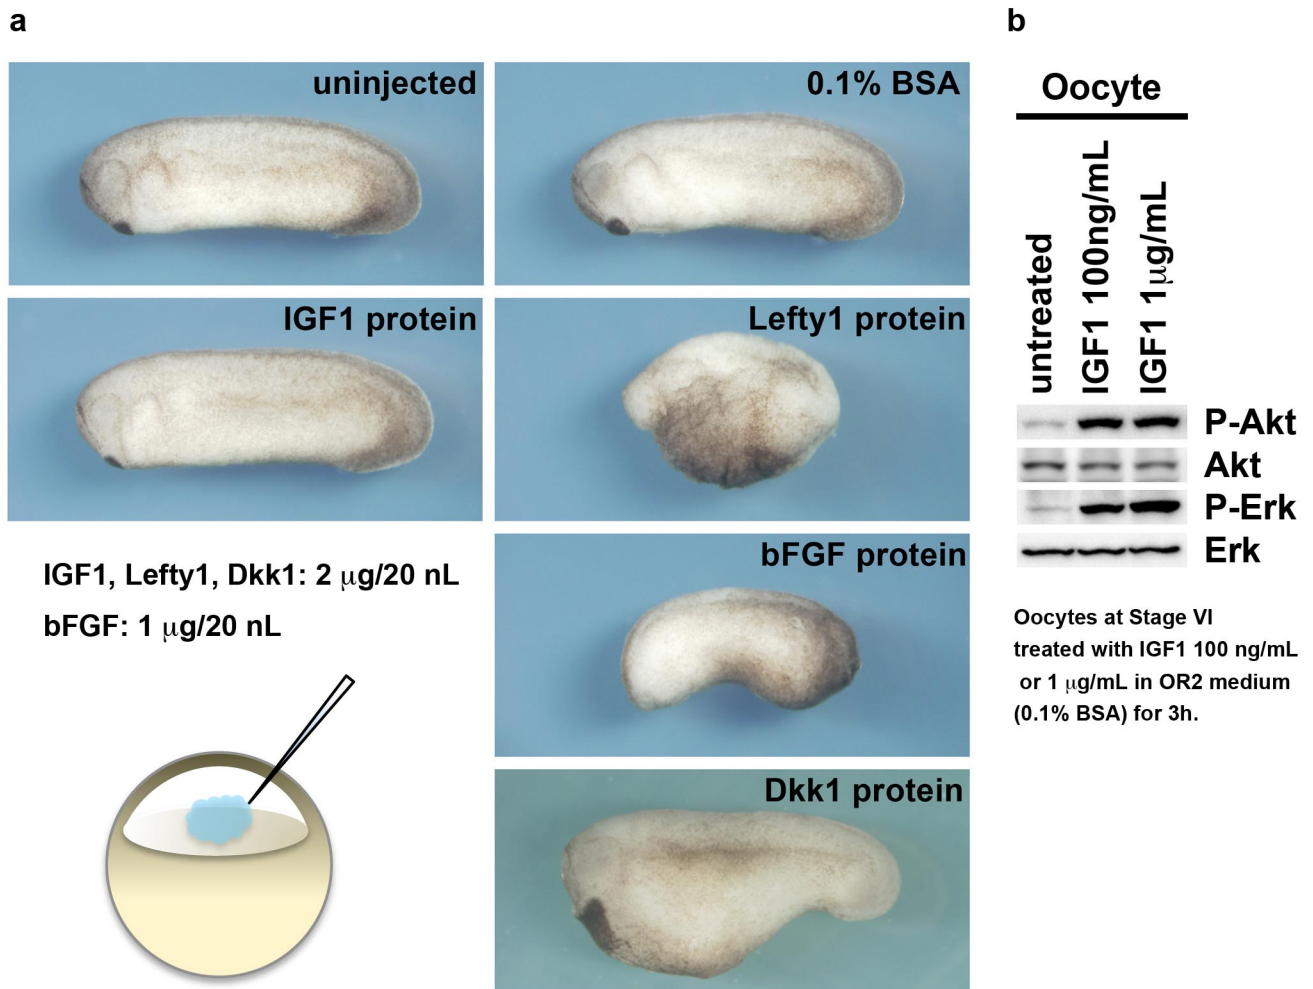 a
uninjected
0.1% BSA
IGF1 protein
Lefty1 protein
bFGF protein
Dkk1 protein
IGF1, Lefty1, Dkk1: 2 μg/20 nL
bFGF: 1 μg/20 nL
b
Oocyte
untreated
IGF1 100ng/mL
IGF1 1μg/mL
P-Akt
Akt
P-Erk
Erk
Oocytes at Stage VI
treated with IGF1 100 ng/mL
or 1 μg/mL in OR2 medium
(0.1% BSA) for 3h.